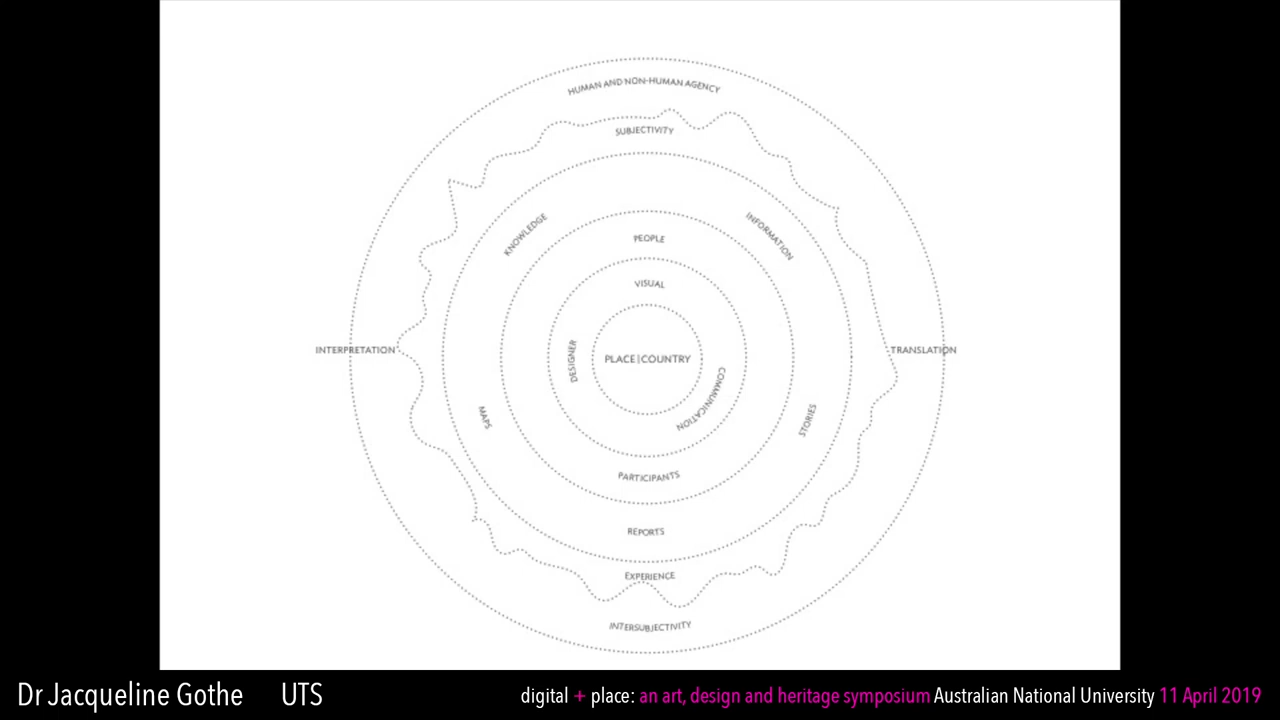 HUMAN AND NON-HUMAN AGENCY
SUBJECTIVITY
KNOWLEDGE
INFORMATION
PEOPLE
VISUAL
INTERPRETATION
DESIGNER
PLACE|COUNTRY
TRANSLATION
COMMUNICATION
MAPS
STORIES
PARTICIPANTS
REPORTS
EXPERIENCE
INTERSUBJECTIVITY
Dr Jacqueline Gothe UTS
digital + place: an art, design and heritage symposium Australian National University 11 April 2019